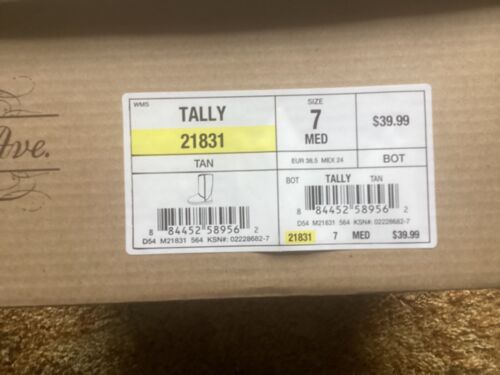 Ave.
WMS
TALLY
21831
TAN
SIZE
7
MED
$39.99
EUR 38.5 MEX 24
BOT
8 84452 58956 2
D54 M21831 564 KSN#: 02228682-7
BOT TALLY TAN
8 84452 58956 2
D54 M21831 564 KSN#: 02228682-7
21831 7 MED $39.99